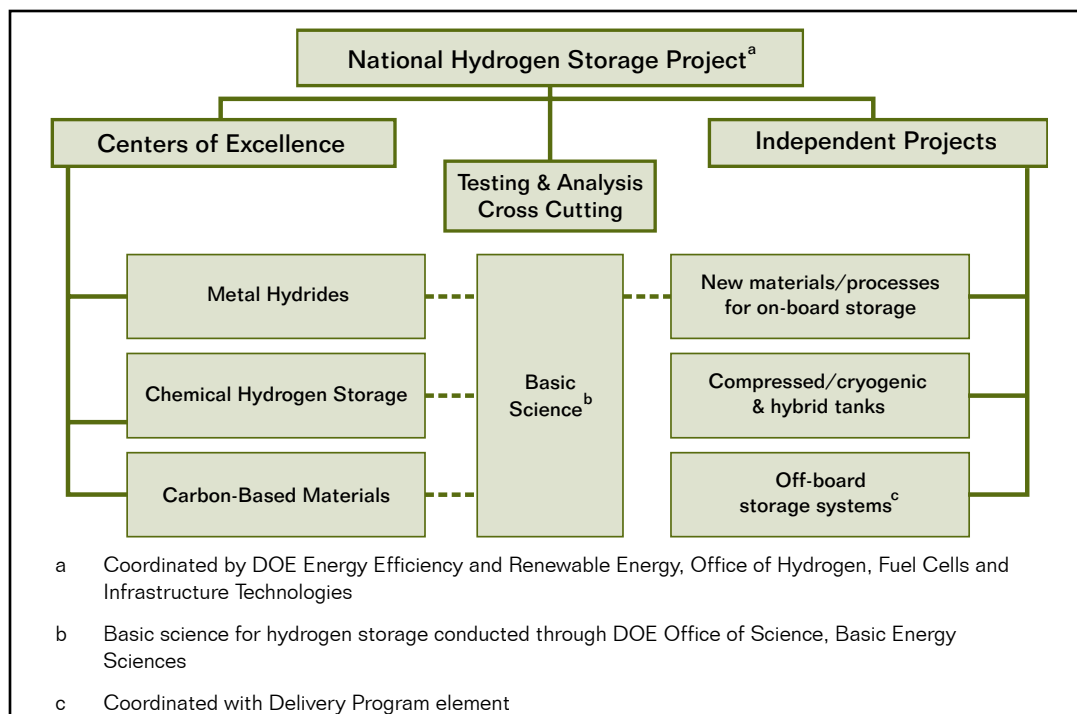 National Hydrogen Storage Project^a
Centers of Excellence
Independent Projects
Testing & Analysis
Cross Cutting
Metal Hydrides
Chemical Hydrogen Storage
Carbon-Based Materials
Basic
Science^b
New materials/processes
for on-board storage
Compressed/cryogenic
& hybrid tanks
Off-board
storage systems^c
a Coordinated by DOE Energy Efficiency and Renewable Energy, Office of Hydrogen, Fuel Cells and
Infrastructure Technologies
b Basic science for hydrogen storage conducted through DOE Office of Science, Basic Energy
Sciences
c Coordinated with Delivery Program element